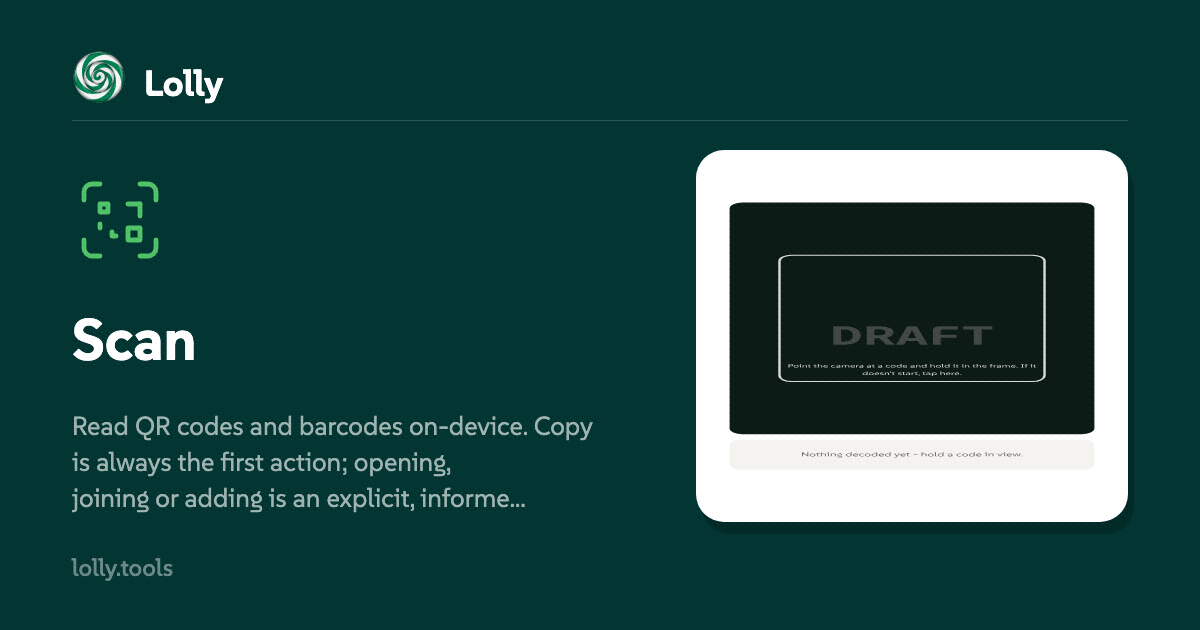 Lolly
Scan
Read QR codes and barcodes on-device. Copy
is always the first action; opening,
joining or adding is an explicit, informe...
lolly.tools
DRAFT
Point the camera at a code and hold it in the frame. If it
doesn't start, tap here.
Nothing decoded yet - hold a code in view.